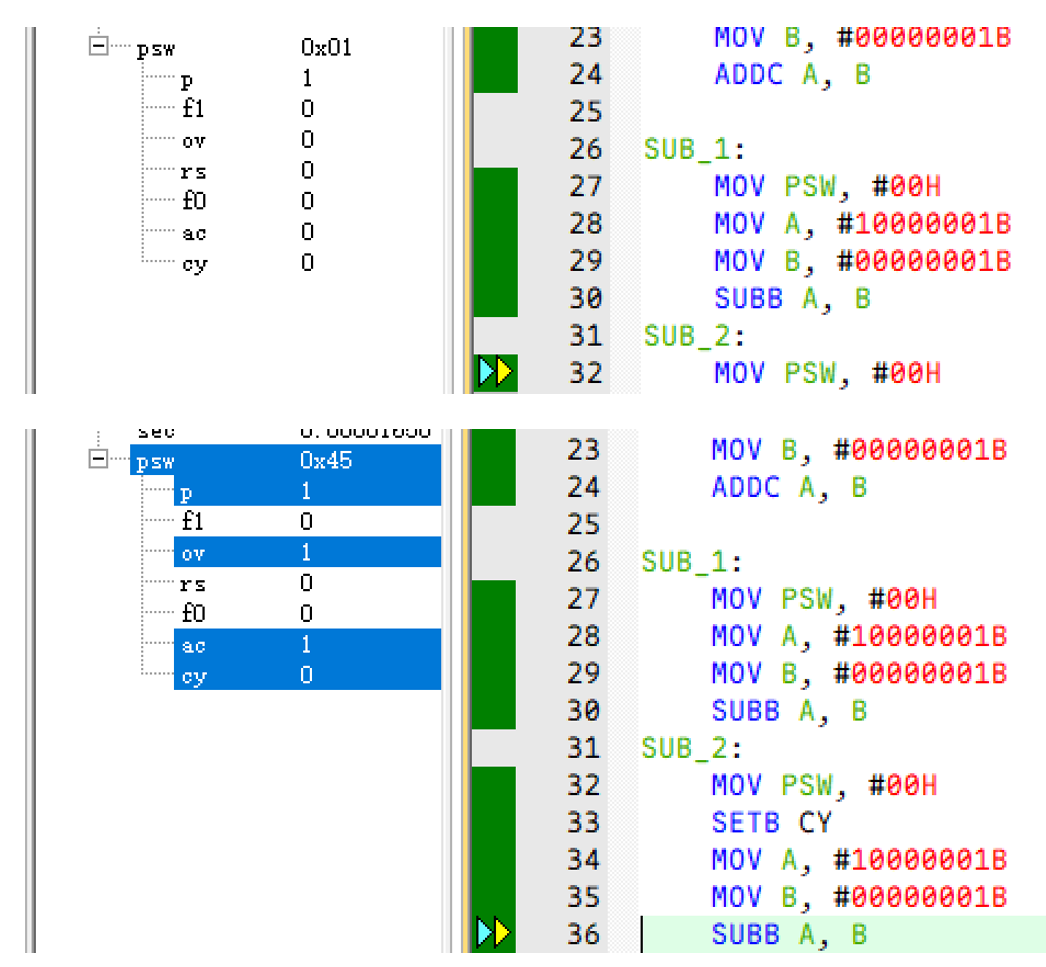 psw 0x01
p 1
f1 0
ov 0
rs 0
f0 0
ac 0
cy 0
23 MOV B, #00000001B
24 ADDC A, B
25
26 SUB_1:
27 MOV PSW, #00H
28 MOV A, #10000001B
29 MOV B, #00000001B
30 SUBB A, B
31 SUB_2:
32 MOV PSW, #00H
sec 0.00001650
psw 0x45
p 1
f1 0
ov 1
rs 0
f0 0
ac 1
cy 0
23 MOV B, #00000001B
24 ADDC A, B
25
26 SUB_1:
27 MOV PSW, #00H
28 MOV A, #10000001B
29 MOV B, #00000001B
30 SUBB A, B
31 SUB_2:
32 MOV PSW, #00H
33 SETB CY
34 MOV A, #10000001B
35 MOV B, #00000001B
36 SUBB A, B